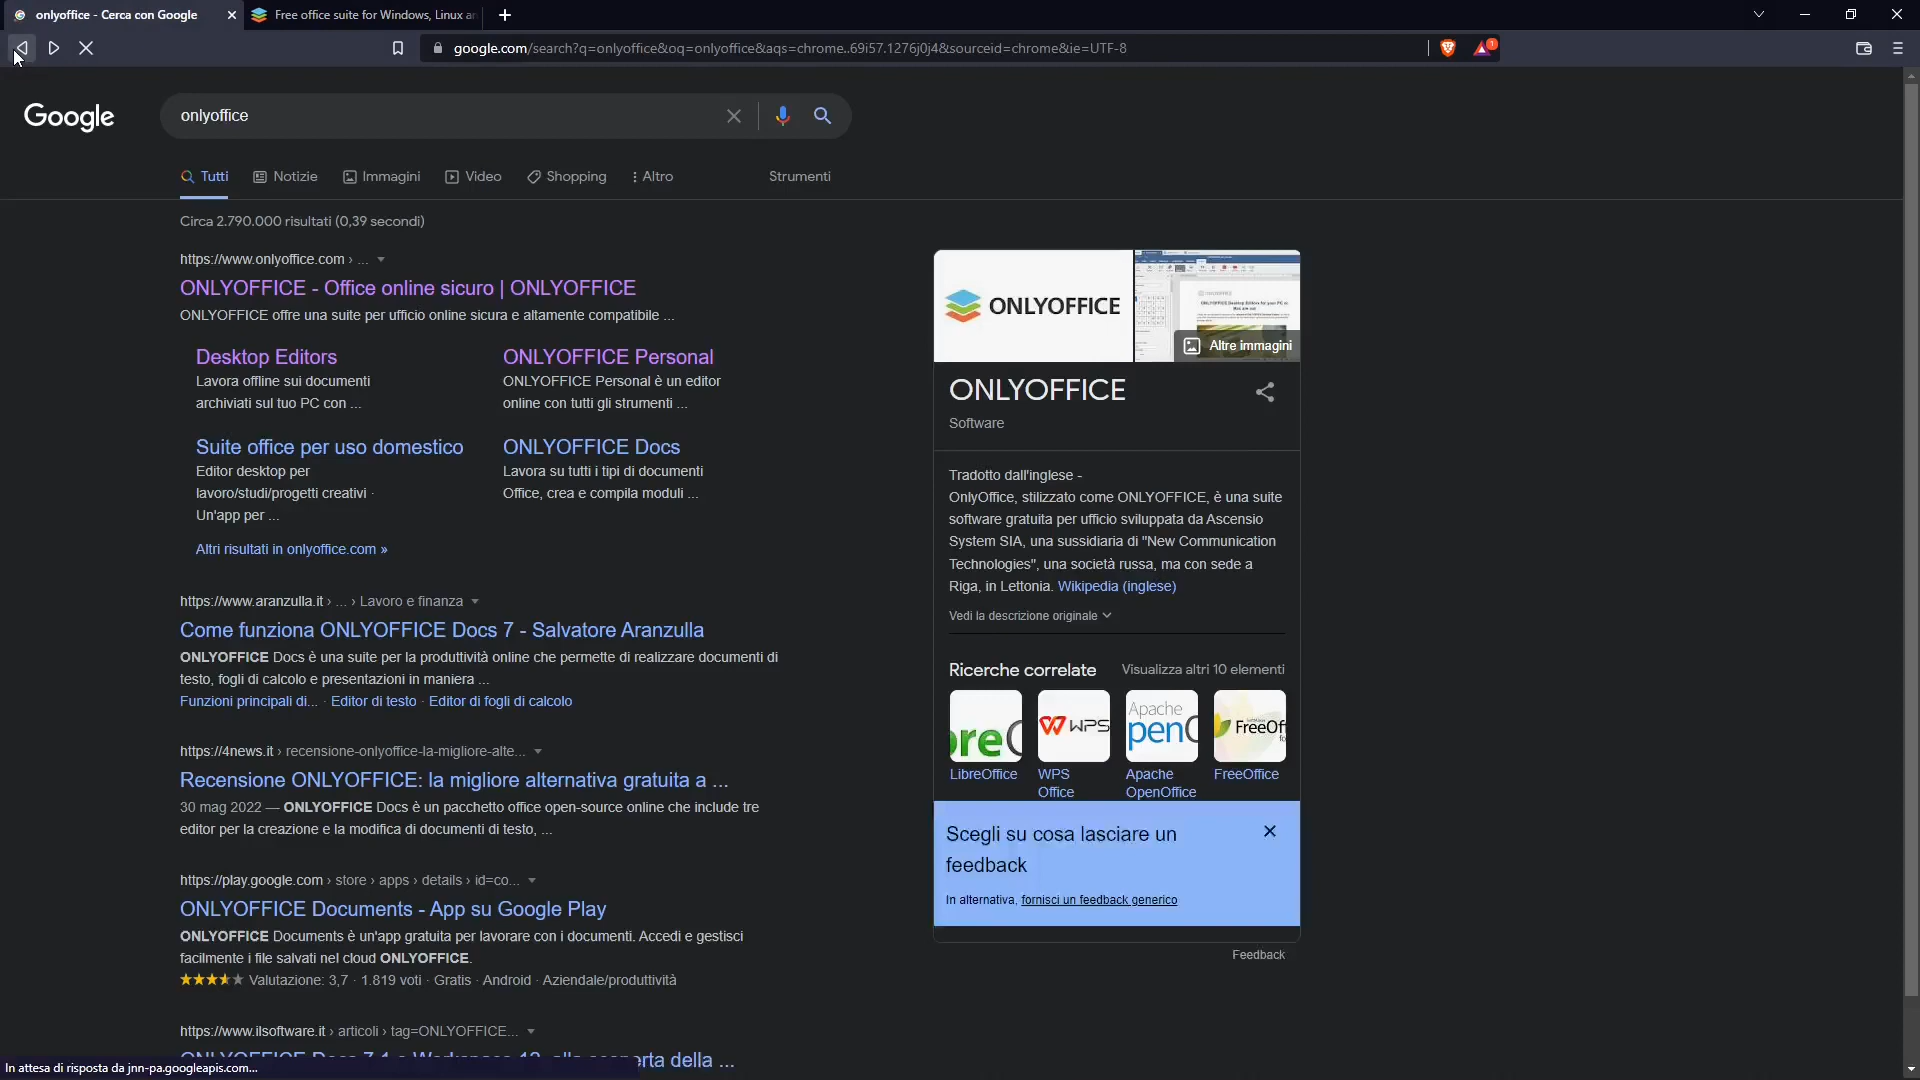 onlyoffice - Cerca con Google
Free office suite for Windows, Linux a
google.com/search?q=onlyoffice&oq=onlyoffice&aqs=chrome..69i57.1276j0j4&sourceid=chrome&ie=UTF-8
1
Google
onlyoffice
Tutti Notizie Immagini Video Shopping Altro Strumenti
Circa 2.790.000 risultati (0,39 secondi)
https://www.onlyoffice.com › ...
ONLYOFFICE - Office online sicuro | ONLYOFFICE
ONLYOFFICE offre una suite per ufficio online sicura e altamente compatibile ...
Desktop Editors
Lavora offline sui documenti
archiviati sul tuo PC con ...
ONLYOFFICE Personal
ONLYOFFICE Personal è un editor
online con tutti gli strumenti ...
Suite office per uso domestico
Editor desktop per
lavoro/studi/progetti creativi ·
Un'app per ...
ONLYOFFICE Docs
Lavora su tutti i tipi di documenti
Office, crea e compila moduli ...
Altri risultati in onlyoffice.com »
https://www.aranzulla.it › ... › Lavoro e finanza
Come funziona ONLYOFFICE Docs 7 - Salvatore Aranzulla
ONLYOFFICE Docs è una suite per la produttività online che permette di realizzare documenti di
testo, fogli di calcolo e presentazioni in maniera ...
Funzioni principali di... · Editor di testo · Editor di fogli di calcolo
https://4news.it › recensione-onlyoffice-la-migliore-alte...
Recensione ONLYOFFICE: la migliore alternativa gratuita a ...
30 mag 2022 — ONLYOFFICE Docs è un pacchetto office open-source online che include tre
editor per la creazione e la modifica di documenti di testo, ...
https://play.google.com › store › apps › details › id=co...
ONLYOFFICE Documents - App su Google Play
ONLYOFFICE Documents è un'app gratuita per lavorare con i documenti. Accedi e gestisci
facilmente i file salvati nel cloud ONLYOFFICE.
Valutazione: 3,7 · 1.819 voti · Gratis · Android · Aziendale/produttività
https://www.ilsoftware.it › articoli › tag=ONLYOFFICE...
ONLYOFFICE Docs 7.1 e Workspace 12, alla scoperta della ...
In attesa di risposta da jnn-pa.googleapis.com...
ONLYOFFICE
Altre immagini
ONLYOFFICE
Software
Tradotto dall'inglese -
OnlyOffice, stilizzato come ONLYOFFICE, è una suite
software gratuita per ufficio sviluppata da Ascensio
System SIA, una sussidiaria di "New Communication
Technologies", una società russa, ma con sede a
Riga, in Lettonia. Wikipedia (inglese)
Vedi la descrizione originale
Ricerche correlate Visualizza altri 10 elementi
WPS
Apache
FreeOf
LibreOffice
WPS
Office
Apache
OpenOffice
FreeOffice
Scegli su cosa lasciare un
feedback
In alternativa, fornisci un feedback generico
Feedback